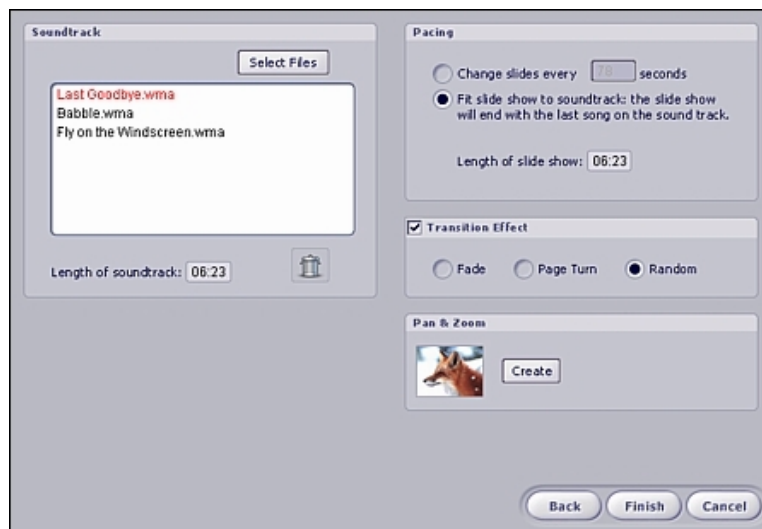 Soundtrack
Select Files
Last Goodbye.wma
Babble.wma
Fly on the Windscreen.wma
Length of soundtrack: 06:23
Pacing
Change slides every 78 seconds
Fit slide show to soundtrack: the slide show
will end with the last song on the sound track.
Length of slide show: 06:23
Transition Effect
Fade Page Turn Random
Pan & Zoom
Create
Back Finish Cancel